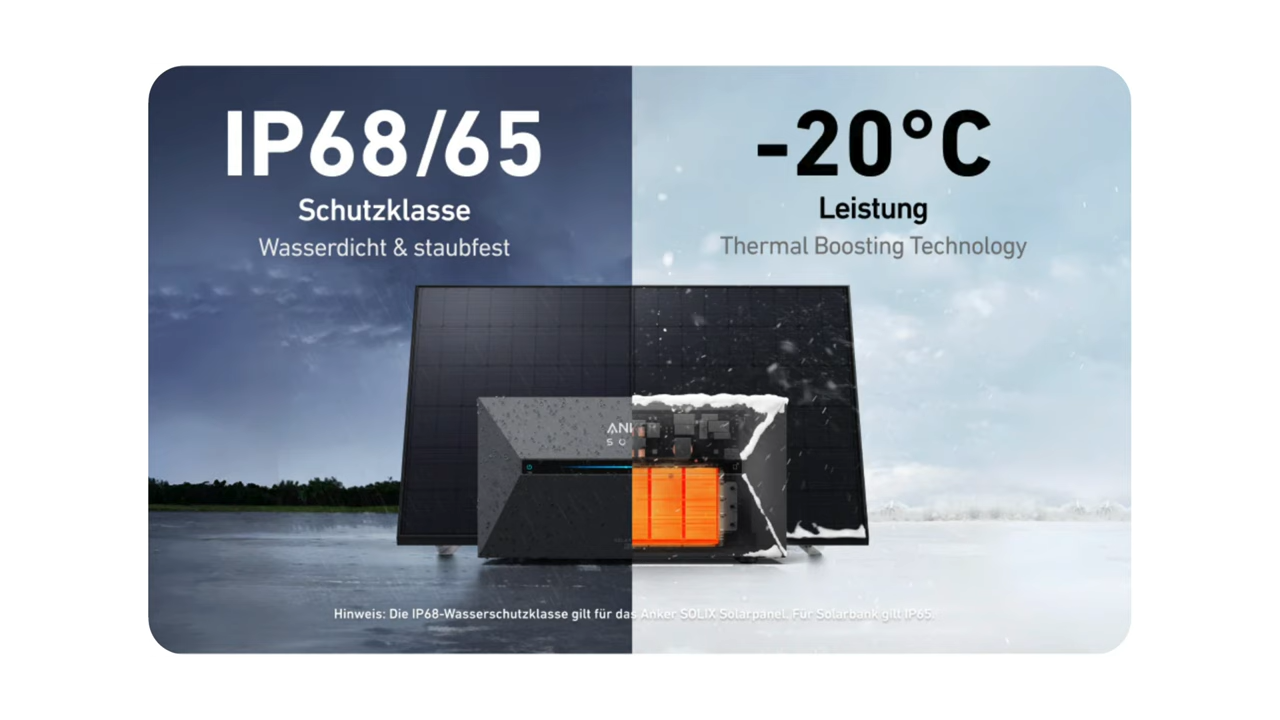 IP68/65
Schutzklasse
Wasserdicht & staubfest
-20°C
Leistung
Thermal Boosting Technology
Hinweis: Die IP68-Wasserschutzklasse gilt für das Anker SOLIX Solarpanel. Für Solarbank gilt IP65.